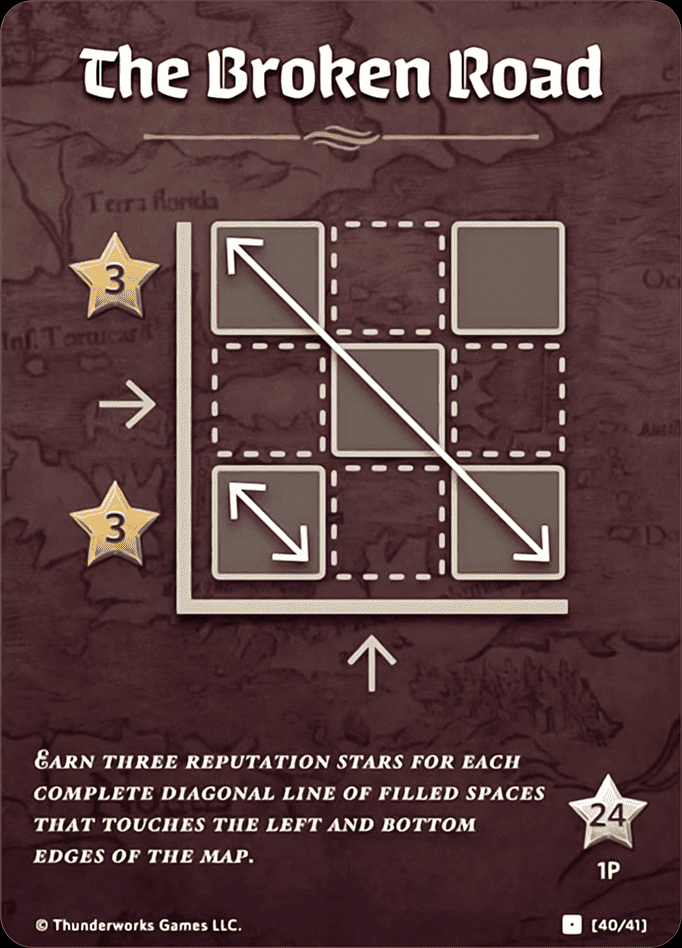 The Broken Road
Terra florida
3
3
Earn three reputation stars for each
complete diagonal line of filled spaces
that touches the left and bottom
edges of the map.
24
1P
© Thunderworks Games LLC.
[40/41]